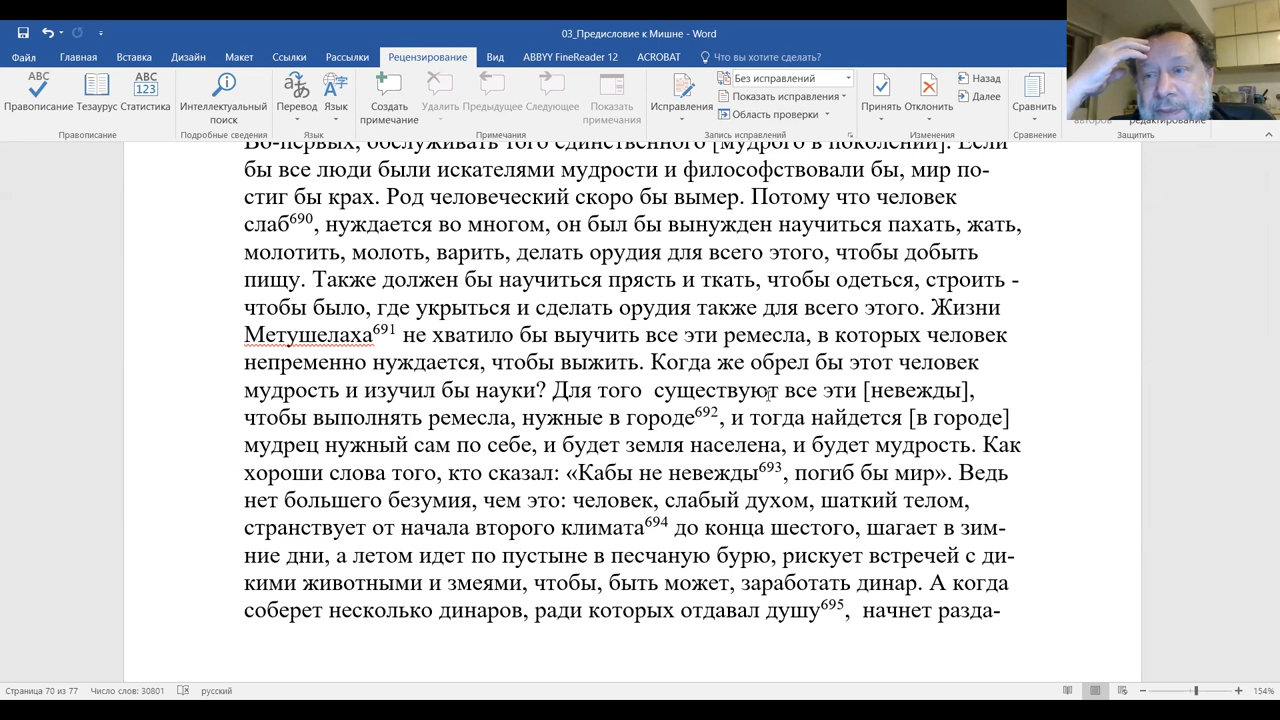 03_Предисловие к Мишне - Word
Файл Главная Вставка Дизайн Макет Ссылки Рассылки Рецензирование Вид ABBYY FineReader 12 ACROBAT Что вы хотите сделать?
ABC Правописание
Тезаурус
ABC 123 Статистика
Интеллектуальный поиск
Перевод
Язык
Создать примечание
Удалить
Предыдущее
Следующее
Показать примечания
Исправления
Без исправлений
Показать исправления
Область проверки
Принять
Отклонить
Назад
Далее
Сравнить
Правописание Подробные сведения Язык Примечания Запись исправлений Изменения Сравнение Защитить
Во-первых, обслуживать того единственного [мудрого в поколении]. Если
бы все люди были искателями мудрости и философствовали бы, мир по-
стиг бы крах. Род человеческий скоро бы вымер. Потому что человек
слаб690, нуждается во многом, он был бы вынужден научиться пахать, жать,
молотить, молоть, варить, делать орудия для всего этого, чтобы добыть
пищу. Также должен бы научиться прясть и ткать, чтобы одеться, строить -
чтобы было, где укрыться и сделать орудия также для всего этого. Жизни
Метушелаха691 не хватило бы выучить все эти ремесла, в которых человек
непременно нуждается, чтобы выжить. Когда же обрел бы этот человек
мудрость и изучил бы науки? Для того существуют все эти [невежды],
чтобы выполнять ремесла, нужные в городе692, и тогда найдется [в городе]
мудрец нужный сам по себе, и будет земля населена, и будет мудрость. Как
хороши слова того, кто сказал: «Кабы не невежды693, погиб бы мир». Ведь
нет большего безумия, чем это: человек, слабый духом, шаткий телом,
странствует от начала второго климата694 до конца шестого, шагает в зим-
ние дни, а летом идет по пустыне в песчаную бурю, рискует встречей с ди-
кими животными и змеями, чтобы, быть может, заработать динар. А когда
соберет несколько динаров, ради которых отдавал душу695, начнет разда-
Страница 70 из 77 Число слов: 30801 русский 154%